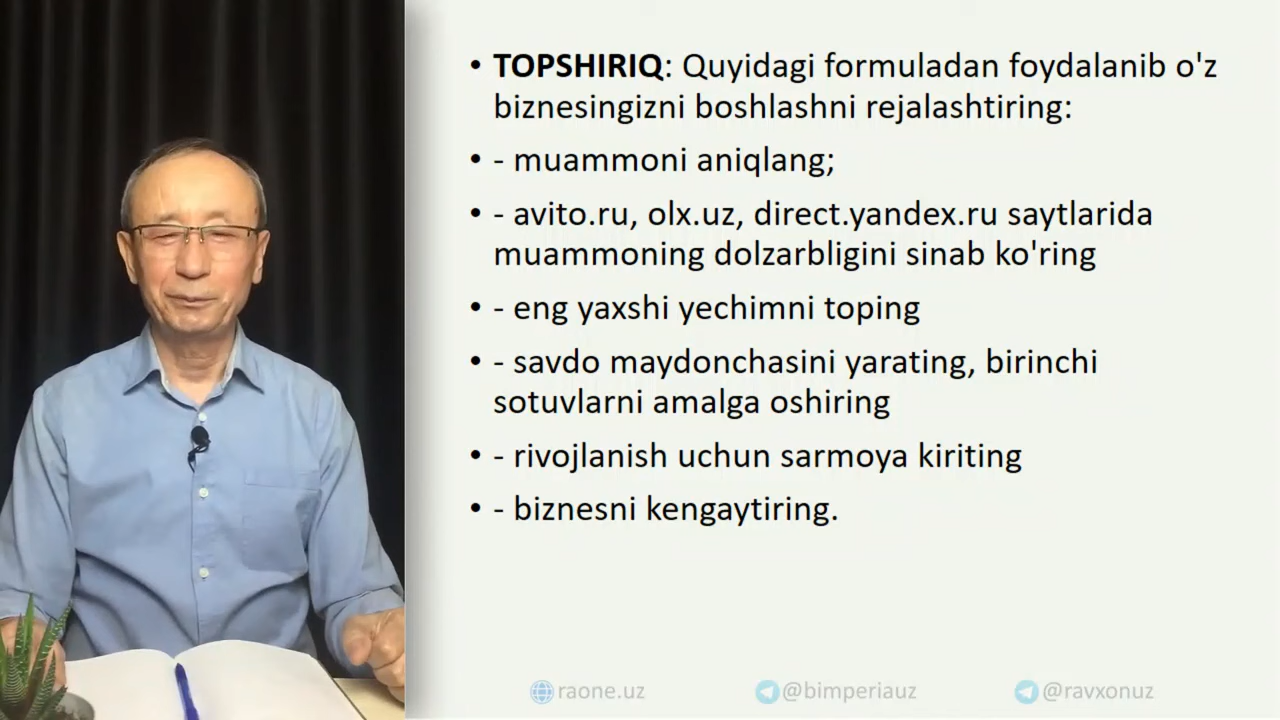 • TOPSHIRIQ: Quyidagi formuladan foydalanib o'z
biznesingizni boshlashni rejalashtiring:
• - muammoni aniqlang;
• - avito.ru, olx.uz, direct.yandex.ru saytlarida
muammoning dolzarbligini sinab ko'ring
• - eng yaxshi yechimni toping
• - savdo maydonchasini yarating, birinchi
sotuvlarni amalga oshiring
• - rivojlanish uchun sarmoya kiriting
• - biznesni kengaytiring.
raone.uz @bimperiauz @ravxonuz